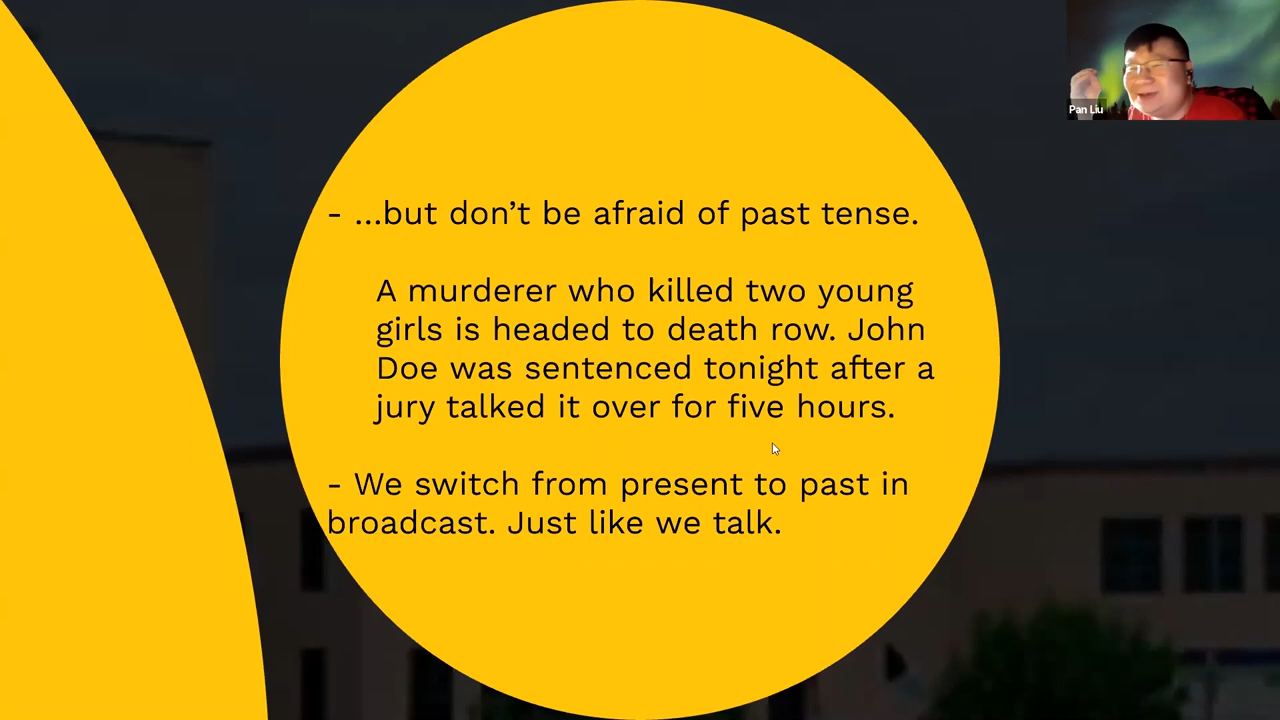 Pan Liu
- ...but don’t be afraid of past tense.
A murderer who killed two young
girls is headed to death row. John
Doe was sentenced tonight after a
jury talked it over for five hours.
- We switch from present to past in
broadcast. Just like we talk.